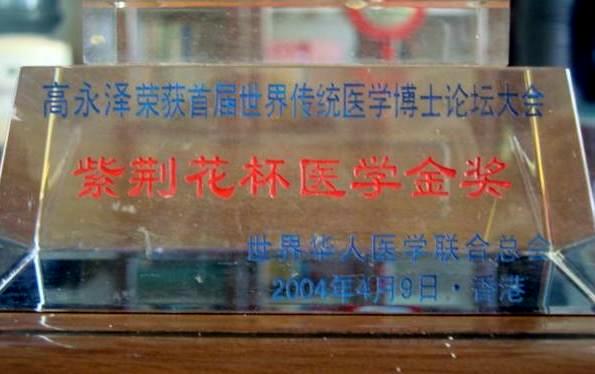 高永泽荣获首届世界传统医学博士论坛大会
紫荆花杯医学金奖
世界华人医学联合总会
2004年4月9日·香港